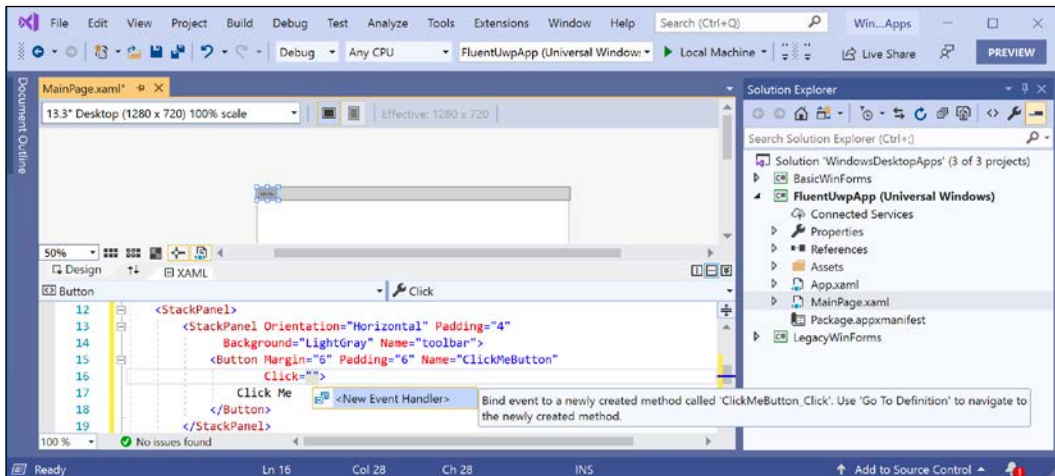 File Edit View Project Build Debug Test Analyze Tools Extensions Window Help Search (Ctrl+Q) Win...Apps
Debug Any CPU FluentUwpApp (Universal Window: Local Machine Live Share PREVIEW
Document Outline
MainPage.xaml*
13.3" Desktop (1280 x 720) 100% scale Effective: 1280 x 720
50%
Design XAML
Button Click
12 <StackPanel>
13 <StackPanel Orientation="Horizontal" Padding="4"
14 Background="LightGray" Name="toolbar">
15 <Button Margin="6" Padding="6" Name="ClickMeButton"
16 Click="">
17 Click Me
18 </Button>
19 </StackPanel>
<New Event Handler>
Bind event to a newly created method called 'ClickMeButton_Click'. Use 'Go To Definition' to navigate to
the newly created method.
100 % No issues found
Solution Explorer
Search Solution Explorer (Ctrl+;)
Solution 'WindowsDesktopApps' (3 of 3 projects)
C# BasicWinForms
C# FluentUwpApp (Universal Windows)
Connected Services
Properties
References
Assets
App.xaml
MainPage.xaml
Package.appxmanifest
C# LegacyWinForms
Ready Ln 16 Col 28 Ch 28 INS Add to Source Control